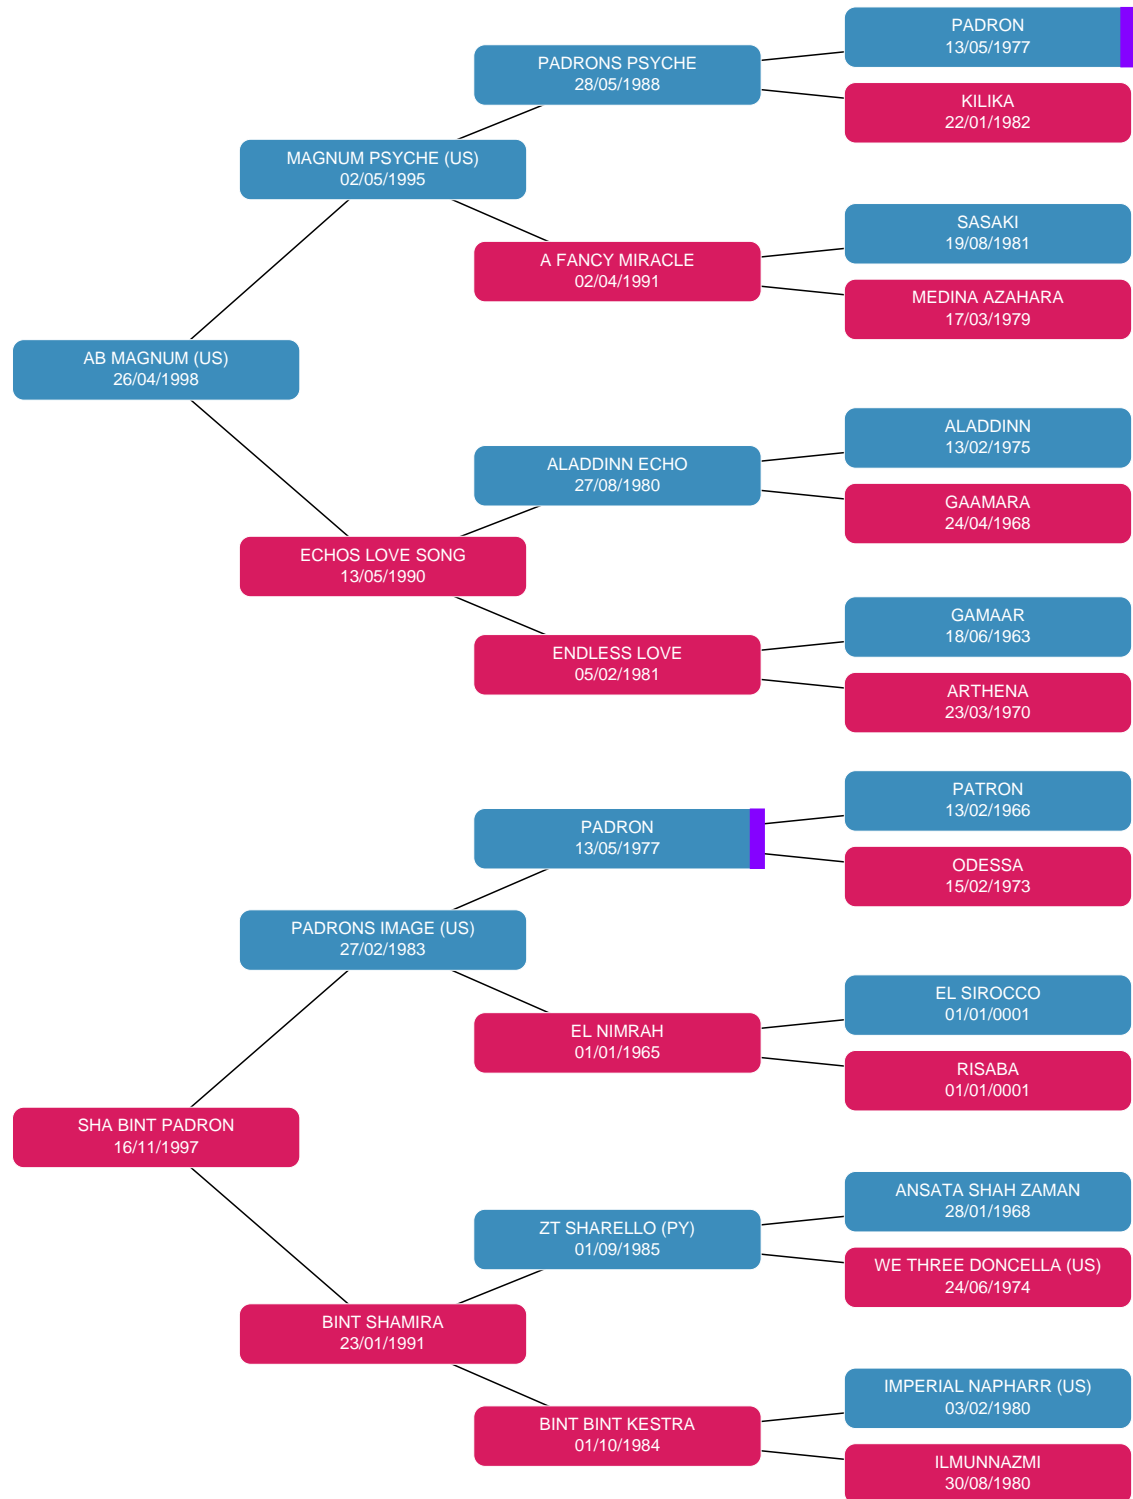 PADRON
13/05/1977
PADRONS PSYCHE
28/05/1988
KILIKA
22/01/1982
MAGNUM PSYCHE (US)
02/05/1995
SASAKI
19/08/1981
A FANCY MIRACLE
02/04/1991
MEDINA AZAHARA
17/03/1979
AB MAGNUM (US)
26/04/1998
ALADDINN
13/02/1975
ALADDINN ECHO
27/08/1980
GAAMARA
24/04/1968
ECHOS LOVE SONG
13/05/1990
GAMAAR
18/06/1963
ENDLESS LOVE
05/02/1981
ARTHENA
23/03/1970
PATRON
13/02/1966
PADRON
13/05/1977
ODESSA
15/02/1973
PADRONS IMAGE (US)
27/02/1983
EL SIROCCO
01/01/0001
EL NIMRAH
01/01/1965
RISABA
01/01/0001
SHA BINT PADRON
16/11/1997
ANSATA SHAH ZAMAN
28/01/1968
ZT SHARELLO (PY)
01/09/1985
WE THREE DONCELLA (US)
24/06/1974
BINT SHAMIRA
23/01/1991
IMPERIAL NAPHARR (US)
03/02/1980
BINT BINT KESTRA
01/10/1984
ILMUNNAZMI
30/08/1980